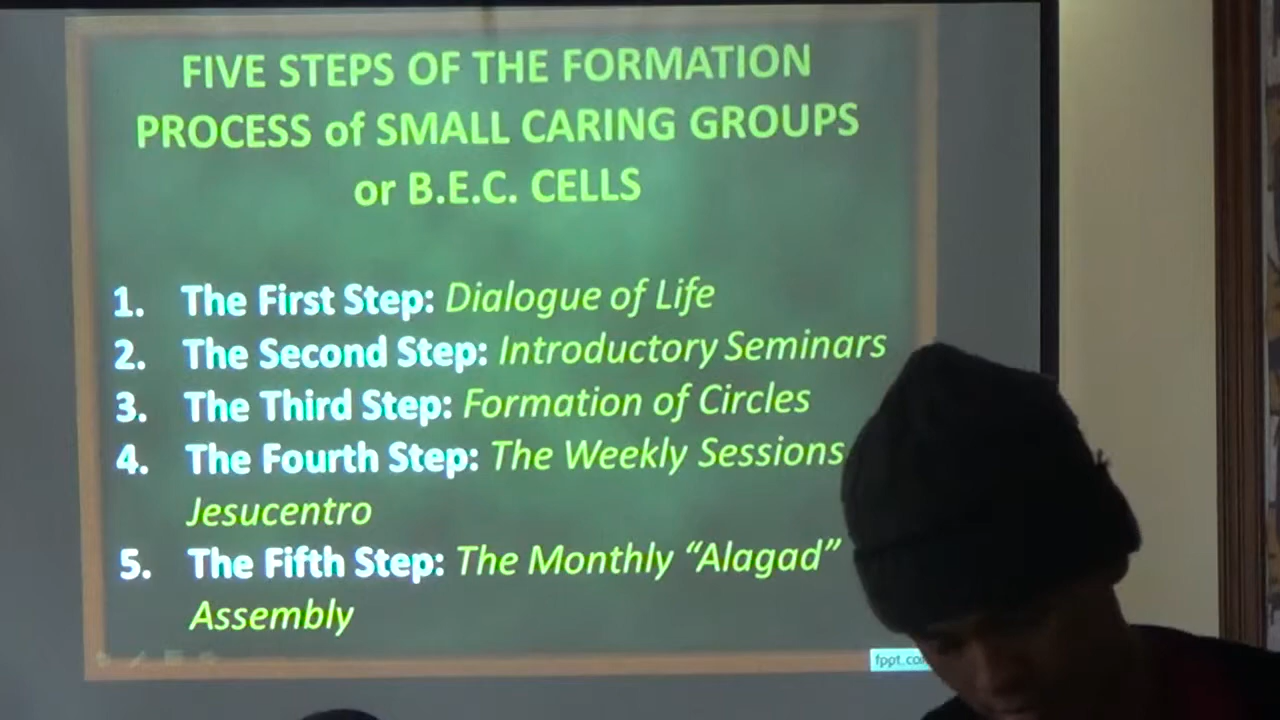 FIVE STEPS OF THE FORMATION
PROCESS of SMALL CARING GROUPS
or B.E.C. CELLS
1. The First Step: Dialogue of Life
2. The Second Step: Introductory Seminars
3. The Third Step: Formation of Circles
4. The Fourth Step: The Weekly Sessions
Jesucentro
5. The Fifth Step: The Monthly “Alagad”
Assembly